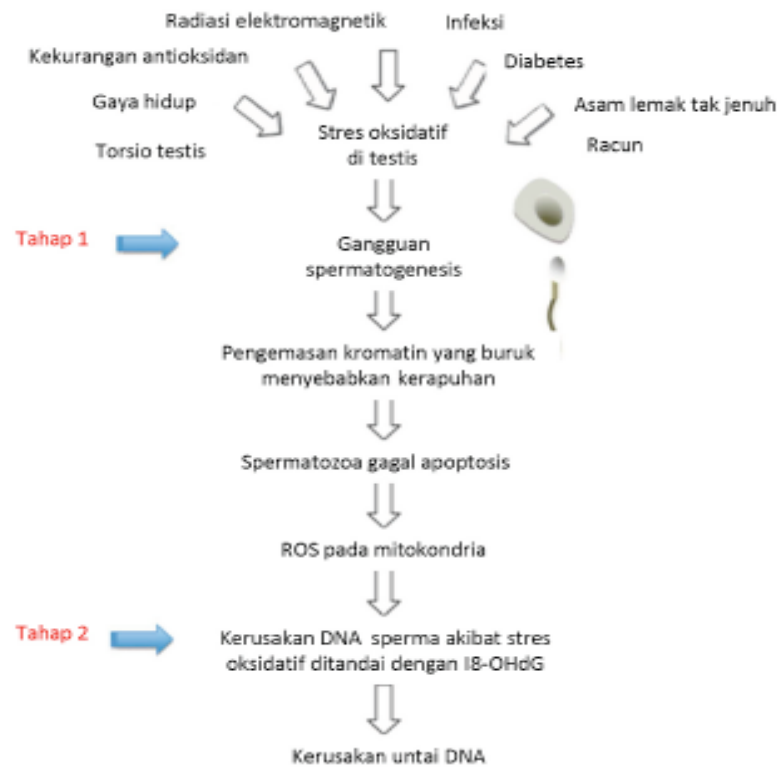 Radiasi elektromagnetik
Infeksi
Kekurangan antioksidan
Diabetes
Gaya hidup
Asam lemak tak jenuh
Torsio testis
Stres oksidatif
di testis
Racun
Tahap 1
Gangguan
spermatogenesis
Pengemasan kromatin yang buruk
menyebabkan kerapuhan
Spermatozoa gagal apoptosis
ROS pada mitokondria
Tahap 2
Kerusakan DNA sperma akibat stres
oksidatif ditandai dengan I8-OHdG
Kerusakan untai DNA